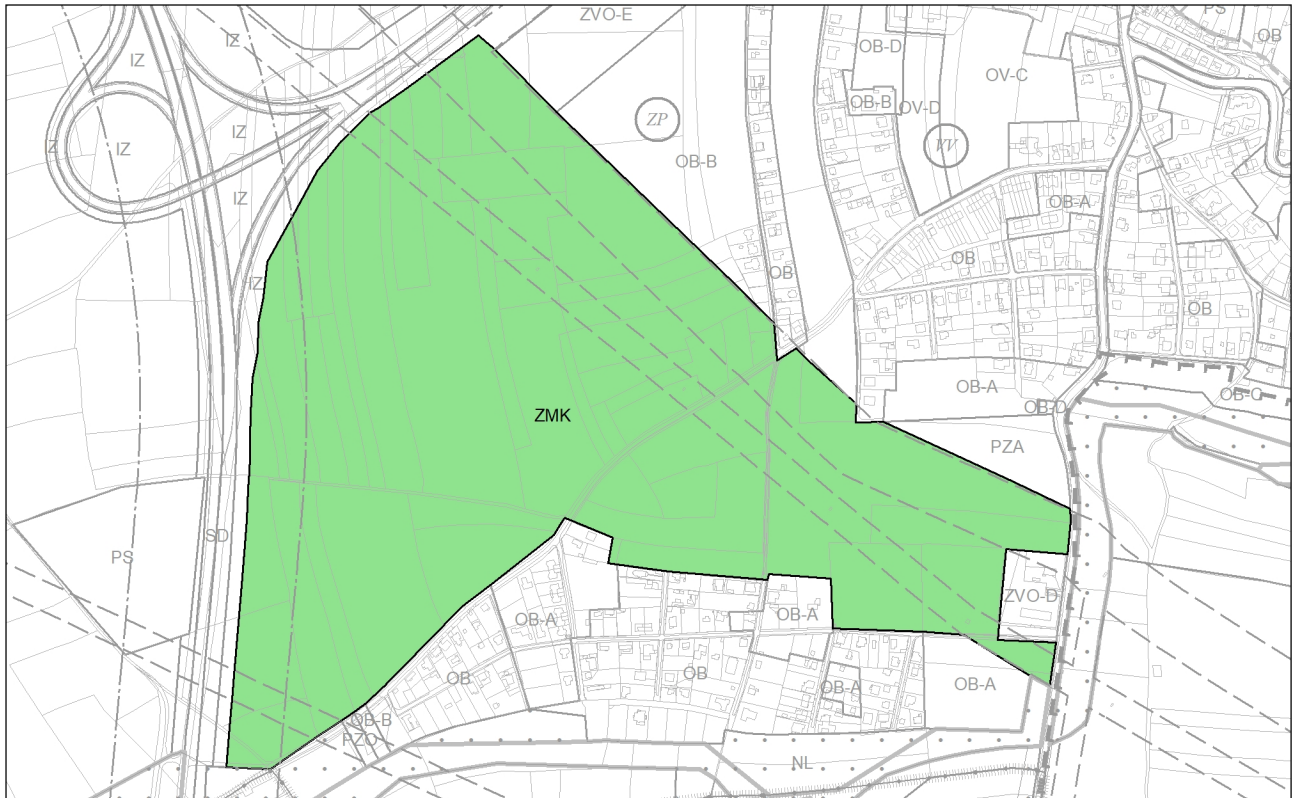 PS
ZVO-E
OB
IZ
IZ
OB-D
OV-C
OB-B
OV-D
ZP
VV
IZ
Z
IZ
OB-B
IZ
OB-A
OB
OB
IZ
OB
OB-A
OB-C
OB-D
ZMK
PZA
SD
PS
ZVO-D
OB-A
OB-A
OB
OB
OB-A
OB-A
OB-B
PZO
NL